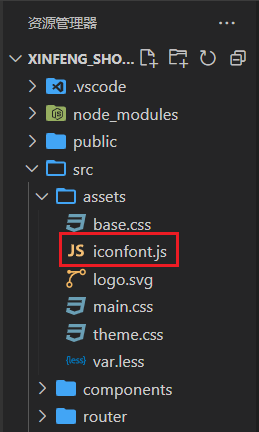 资源管理器
XINFENG_SHO...
.vscode
node_modules
public
src
assets
base.css
JS iconfont.js
logo.svg
main.css
theme.css
{less} var.less
components
router